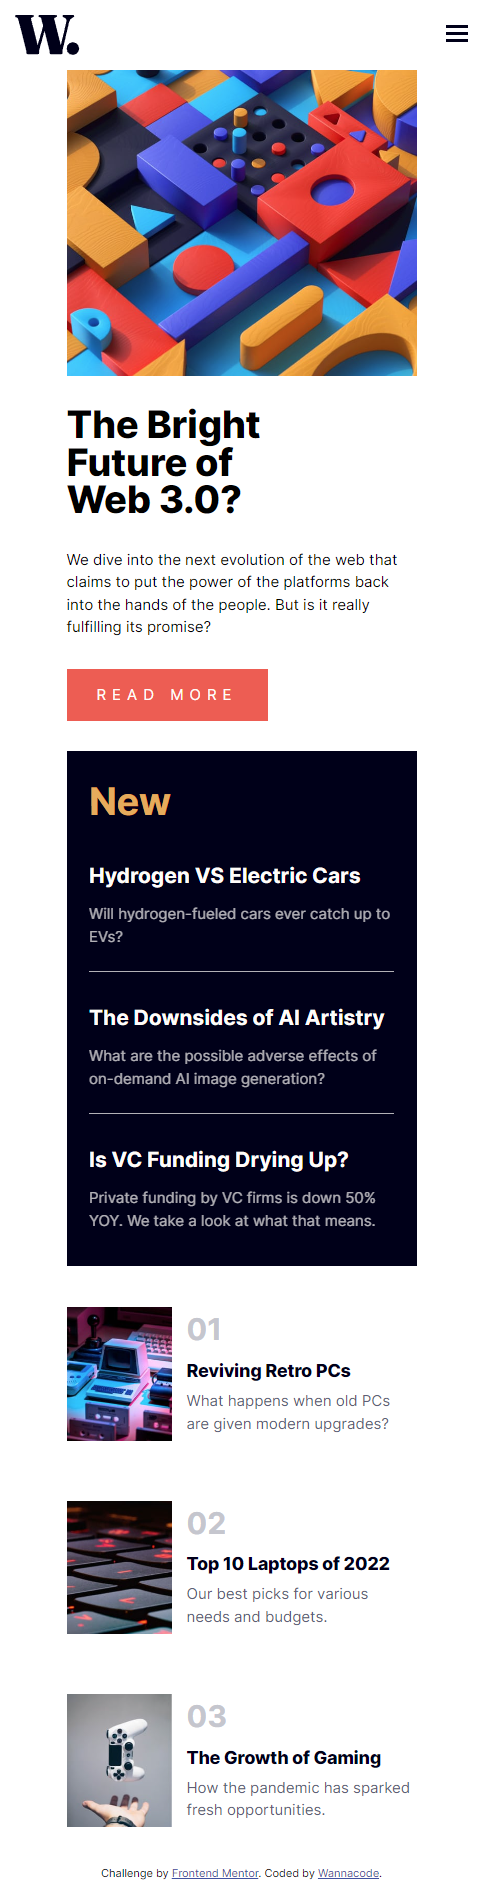 W.
The Bright
Future of
Web 3.0?
We dive into the next evolution of the web that
claims to put the power of the platforms back
into the hands of the people. But is it really
fulfilling its promise?
READ MORE
New
Hydrogen VS Electric Cars
Will hydrogen-fueled cars ever catch up to
EVs?
The Downsides of AI Artistry
What are the possible adverse effects of
on-demand AI image generation?
Is VC Funding Drying Up?
Private funding by VC firms is down 50%
YOY. We take a look at what that means.
01
Reviving Retro PCs
What happens when old PCs
are given modern upgrades?
02
Top 10 Laptops of 2022
Our best picks for various
needs and budgets.
03
The Growth of Gaming
How the pandemic has sparked
fresh opportunities.
Challenge by Frontend Mentor. Coded by Wannacode.